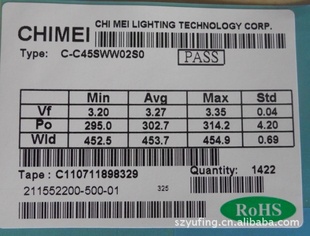 CHIMEI CHI MEI LIGHTING TECHNOLOGY CORP.
Type: C-C45SWW02S0 PASS
Min Avg Max Std
Vf 3.20 3.27 3.35 0.04
Po 295.0 302.7 314.2 4.20
Wld 452.5 453.7 454.9 0.69
Tape : C110711898329 Quantity: 1422
211552200-500-01 325
RoHS
szyufing.cn.alibaba.com